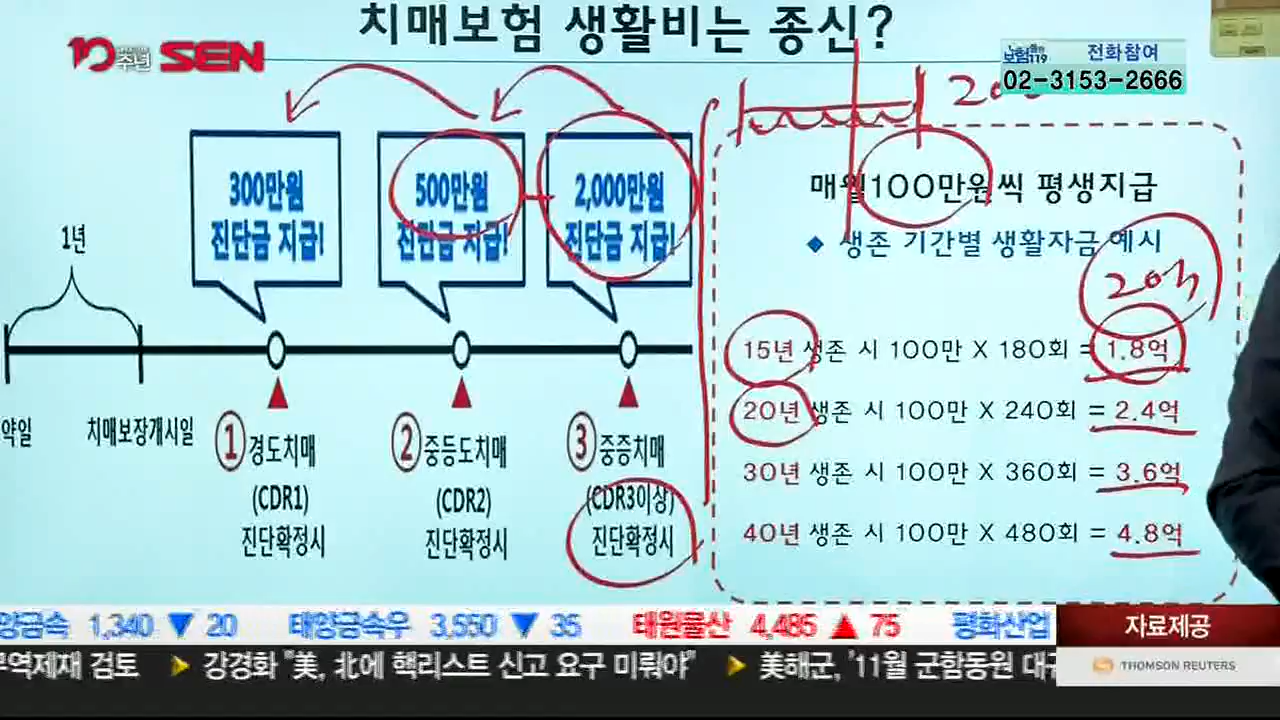 치매보험 생활비는 종신?
10주년 SEN
보험119
전화참여
02-3153-2666
300만원
진단금 지급!
500만원
진단금 지급!
2,000만원
진단금 지급!
1년
약일
치매보장개시일
① 경도치매
(CDR1)
진단확정시
② 중등도치매
(CDR2)
진단확정시
③ 중증치매
(CDR3이상)
진단확정시
매월100만원씩 평생지급
◆ 생존 기간별 생활자금 예시
15년 생존 시 100만 X 180회 = 1.8억
20년 생존 시 100만 X 240회 = 2.4억
30년 생존 시 100만 X 360회 = 3.6억
40년 생존 시 100만 X 480회 = 4.8억
양금속 1,340 ▼ 20 태양금속우 3,550 ▼ 35 태원물산 4,485 ▲ 75 평화산업
무역제재 검토 ▶ 강경화 "美, 北에 핵리스트 신고 요구 미뤄야" ▶ 美해군, '11월 군함동원 대규
자료제공
THOMSON REUTERS